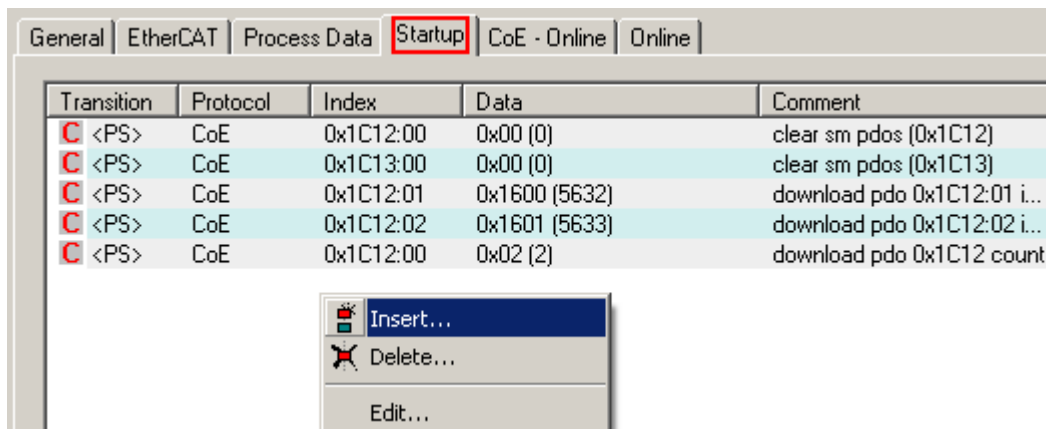 General EtherCAT Process Data Startup CoE - Online Online
Transition Protocol Index Data Comment
C <PS> CoE 0x1C12:00 0x00 (0) clear sm pdos (0x1C12)
C <PS> CoE 0x1C13:00 0x00 (0) clear sm pdos (0x1C13)
C <PS> CoE 0x1C12:01 0x1600 (5632) download pdo 0x1C12:01 i...
C <PS> CoE 0x1C12:02 0x1601 (5633) download pdo 0x1C12:02 i...
C <PS> CoE 0x1C12:00 0x02 (2) download pdo 0x1C12 count
Insert...
Delete...
Edit...